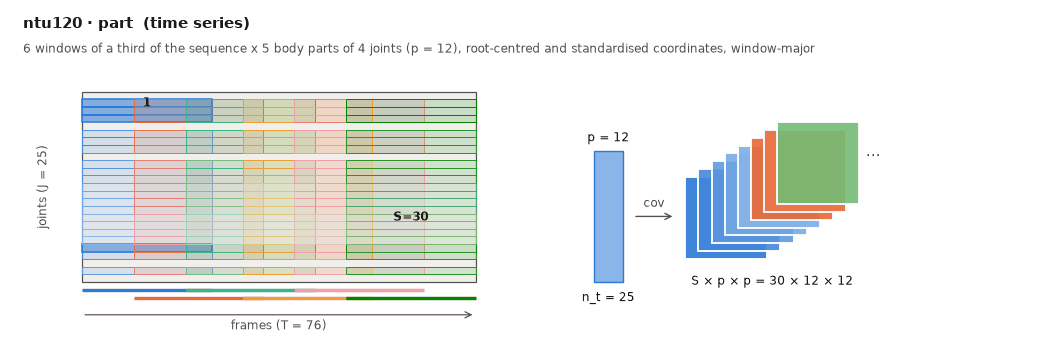 ntu120 · part  (time series)
6 windows of a third of the sequence x 5 body parts of 4 joints (p = 12), root-centred and standardised coordinates, window-major
1
joints (J = 25)
S=30
frames (T = 76)
p = 12
cov
n_t = 25
...
S × p × p = 30 × 12 × 12